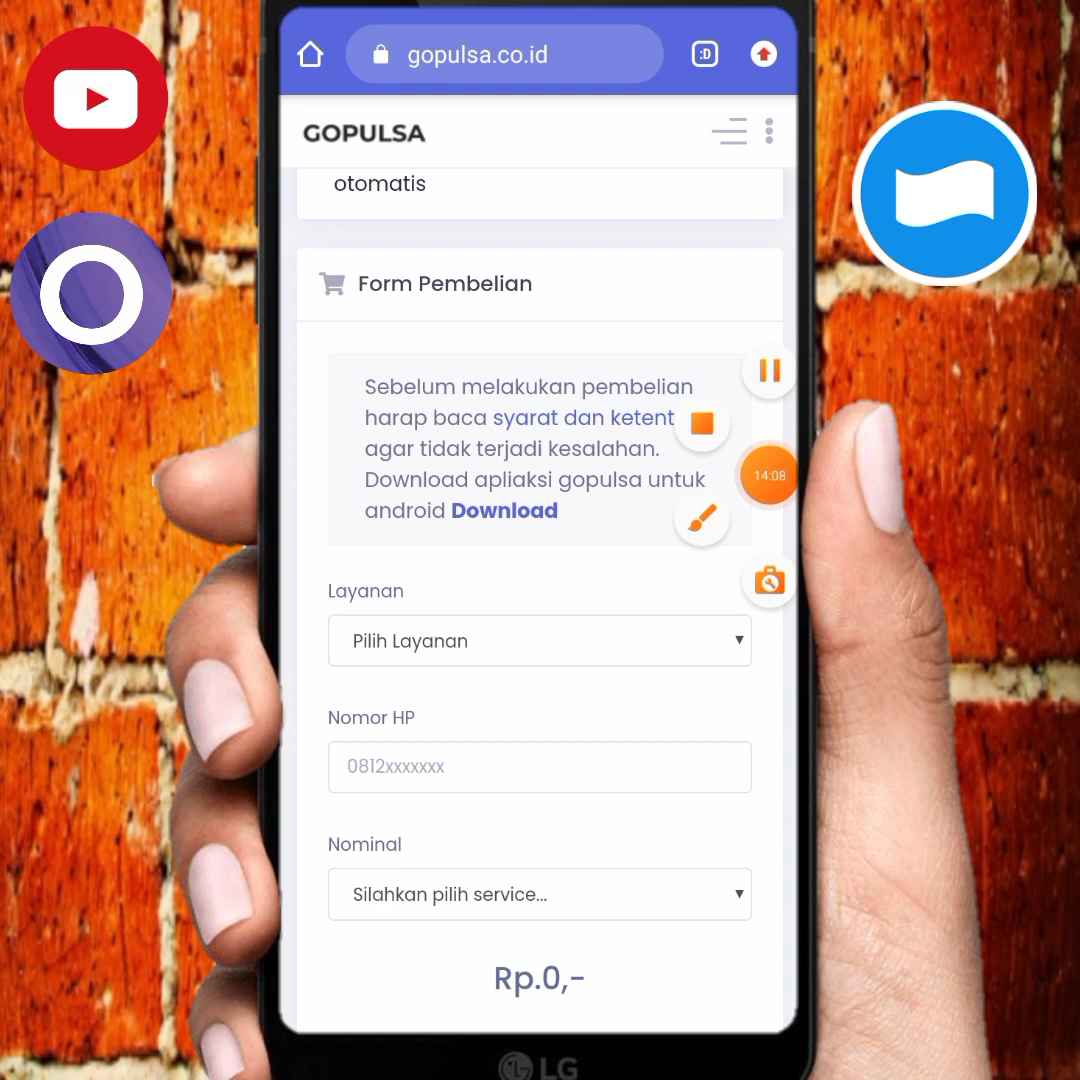 gopulsa.co.id
:D
GOPULSA
otomatis
Form Pembelian
Sebelum melakukan pembelian
harap baca syarat dan ketent
agar tidak terjadi kesalahan.
Download apliaksi gopulsa untuk
android Download
14:08
Layanan
Pilih Layanan
Nomor HP
0812xxxxxxx
Nominal
Silahkan pilih service...
Rp.0,-
LG